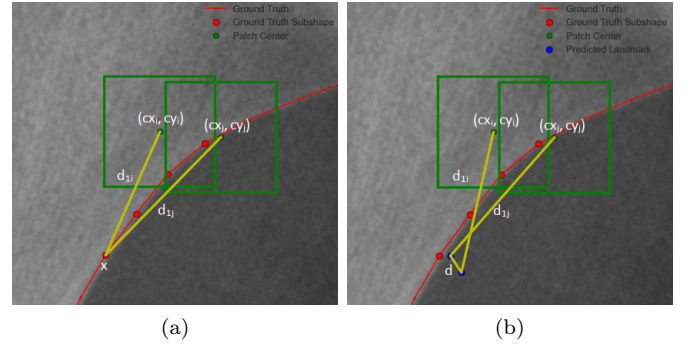 Ground Truth
Ground Truth Subshape
Patch Center
(cxᵢ, cyᵢ)
(cxⱼ, cyⱼ)
d₁ᵢ
d₁ⱼ
x
(a)
Ground Truth
Ground Truth Subshape
Patch Center
Predicted Landmark
(cxᵢ, cyᵢ)
(cxⱼ, cyⱼ)
d₁ᵢ
d₁ⱼ
d
(b)